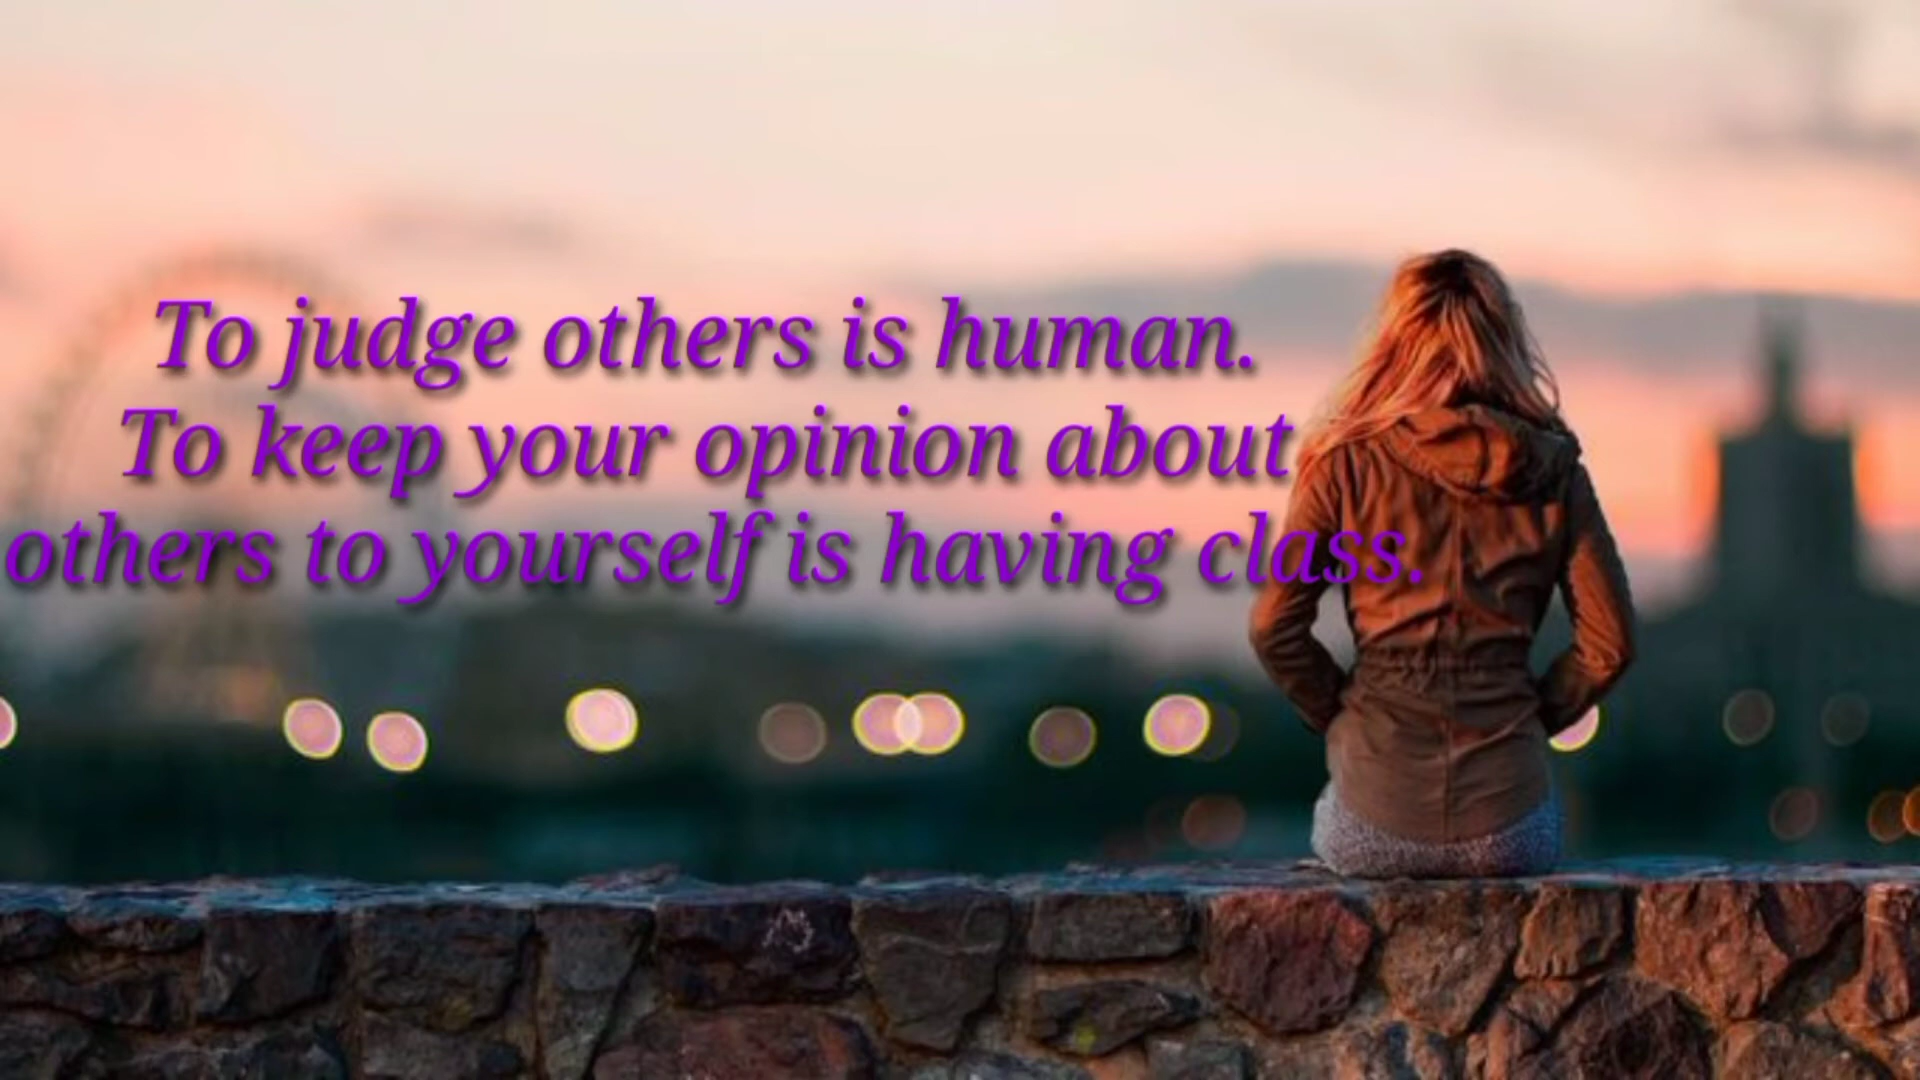 To judge others is human.
To keep your opinion about
others to yourself is having class.